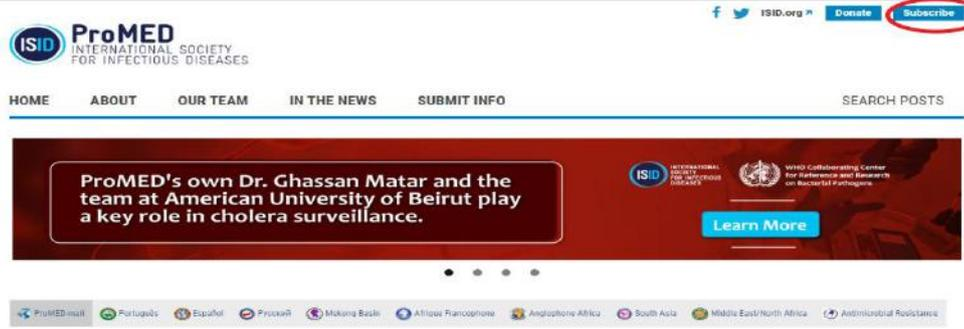 ISID.org
Donate
Subscribe
ISID
ProMED
INTERNATIONAL SOCIETY
FOR INFECTIOUS DISEASES
HOME ABOUT OUR TEAM IN THE NEWS SUBMIT INFO SEARCH POSTS
ProMED's own Dr. Ghassan Matar and the
team at American University of Beirut play
a key role in cholera surveillance.
ISID
INTERNATIONAL
SOCIETY
FOR INFECTIOUS
DISEASES
WHO Collaborating Center
for Reference and Research
on Bacterial Pathogens
Learn More
ProMED-mail Português Español Русский Mekong Basin Afrique Francophone Anglophone Africa South Asia Middle East/North Africa Antimicrobial Resistance